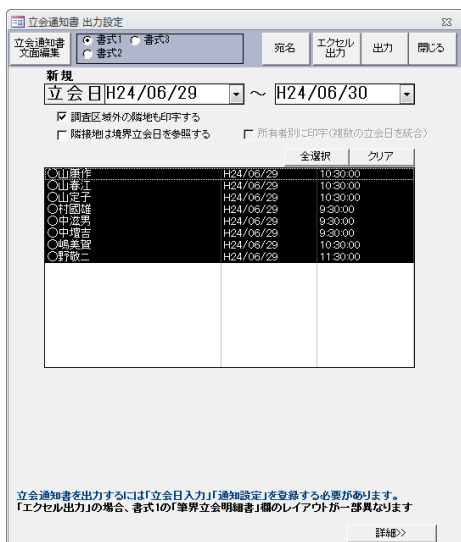 立会通知書 出力設定
立会通知書
文面編集
書式1 書式3
書式2
宛名
エクセル
出力
出力
閉じる
新規
立会日 H24/06/29 ～ H24/06/30
調査区域外の隣地も印字する
隣接地は境界立会日を参照する
所有者別に印字(複数の立会日を統合)
全選択 クリア
〇山康作 H24/06/29 10:30:00
〇山春江 H24/06/29 10:30:00
〇山定子 H24/06/29 10:30:00
〇村国雄 H24/06/29 9:30:00
〇中滋男 H24/06/29 9:30:00
〇中増吉 H24/06/29 9:30:00
〇嶋美賀 H24/06/29 10:30:00
〇野敬二 H24/06/29 11:30:00
立会通知書を出力するには「立会日入力」「通知設定」を登録する必要があります。
「エクセル出力」の場合、書式1の「筆界立会明細書」欄のレイアウトが一部異なります
詳細>>